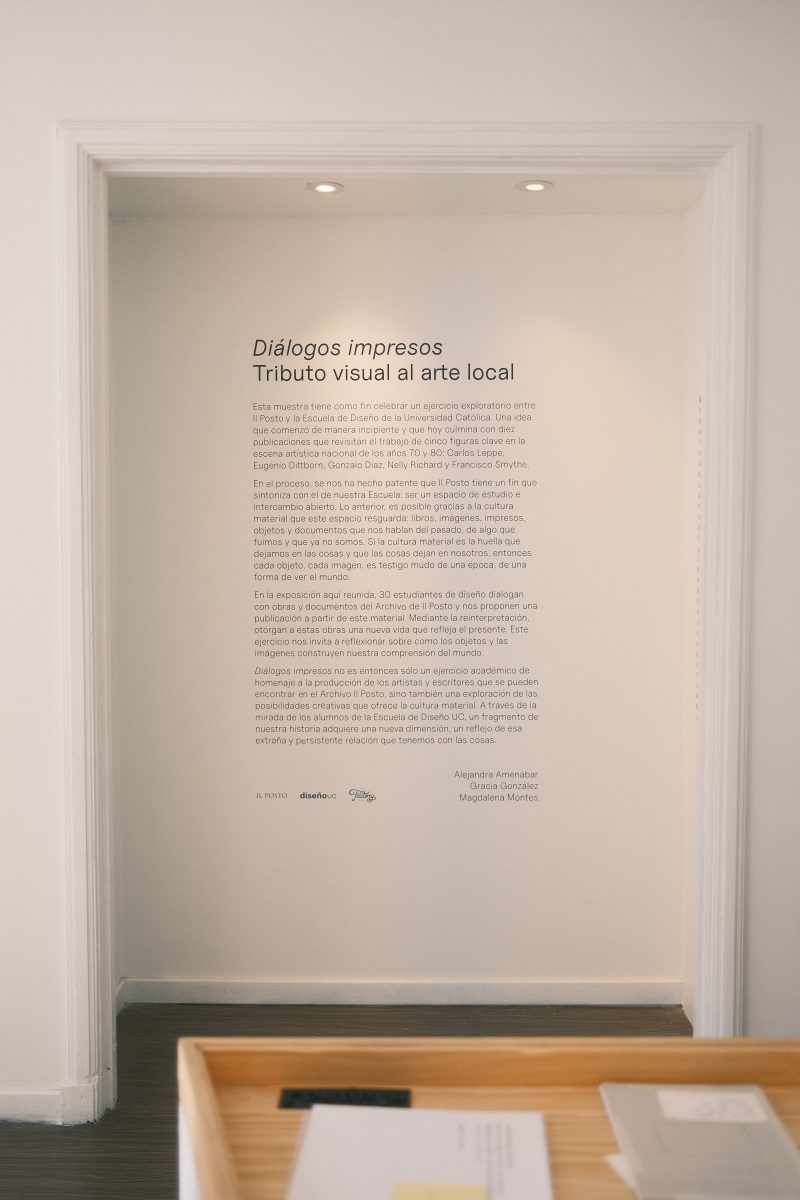 Diálogos impresos
Tributo visual al arte local
Esta muestra tiene como fin celebrar un ejercicio exploratorio entre
Il Posto y la Escuela de Diseño de la Universidad Católica. Una idea
que comenzó de manera incipiente y que hoy culmina con diez
publicaciones que revisitan el trabajo de cinco figuras clave en la
escena artística nacional de los años 70 y 80: Carlos Leppe,
Eugenio Dittborn, Gonzalo Díaz, Nelly Richard y Francisco Smythe.
En el proceso, se nos ha hecho patente que Il Posto tiene un fin que
sintoniza con el de nuestra Escuela: ser un espacio de estudio e
intercambio abierto. Lo anterior, es posible gracias a la cultura
material que este espacio resguarda: libros, imágenes, impresos,
objetos y documentos que nos hablan del pasado, de algo que
fuimos y que ya no somos. Si la cultura material es la huella que
dejamos en las cosas y que las cosas dejan en nosotros, entonces
cada objeto, cada imagen, es testigo mudo de una época, de una
forma de ver el mundo.
En la exposición aquí reunida, 30 estudiantes de diseño dialogan
con obras y documentos del Archivo de Il Posto y nos proponen una
publicación a partir de este material. Mediante la reinterpretación,
otorgan a estas obras una nueva vida que refleja el presente. Este
ejercicio nos invita a reflexionar sobre cómo los objetos y las
imágenes construyen nuestra comprensión del mundo.
Diálogos impresos no es entonces sólo un ejercicio académico de
homenaje a la producción de los artistas y escritores que se pueden
encontrar en el Archivo Il Posto, sino también una exploración de las
posibilidades creativas que ofrece la cultura material. A través de la
mirada de los alumnos de la Escuela de Diseño UC, un fragmento de
nuestra historia adquiere una nueva dimensión, un reflejo de esa
extraña y persistente relación que tenemos con las cosas.
Alejandra Amenábar
Gracia González
Magdalena Montes
IL POSTO diseñoUC Factory